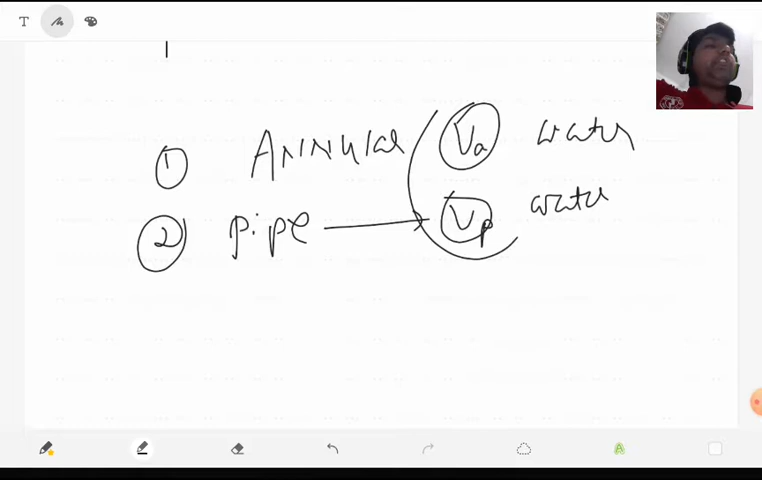 T
1 Annular Va water
2 pipe → Vp water
A